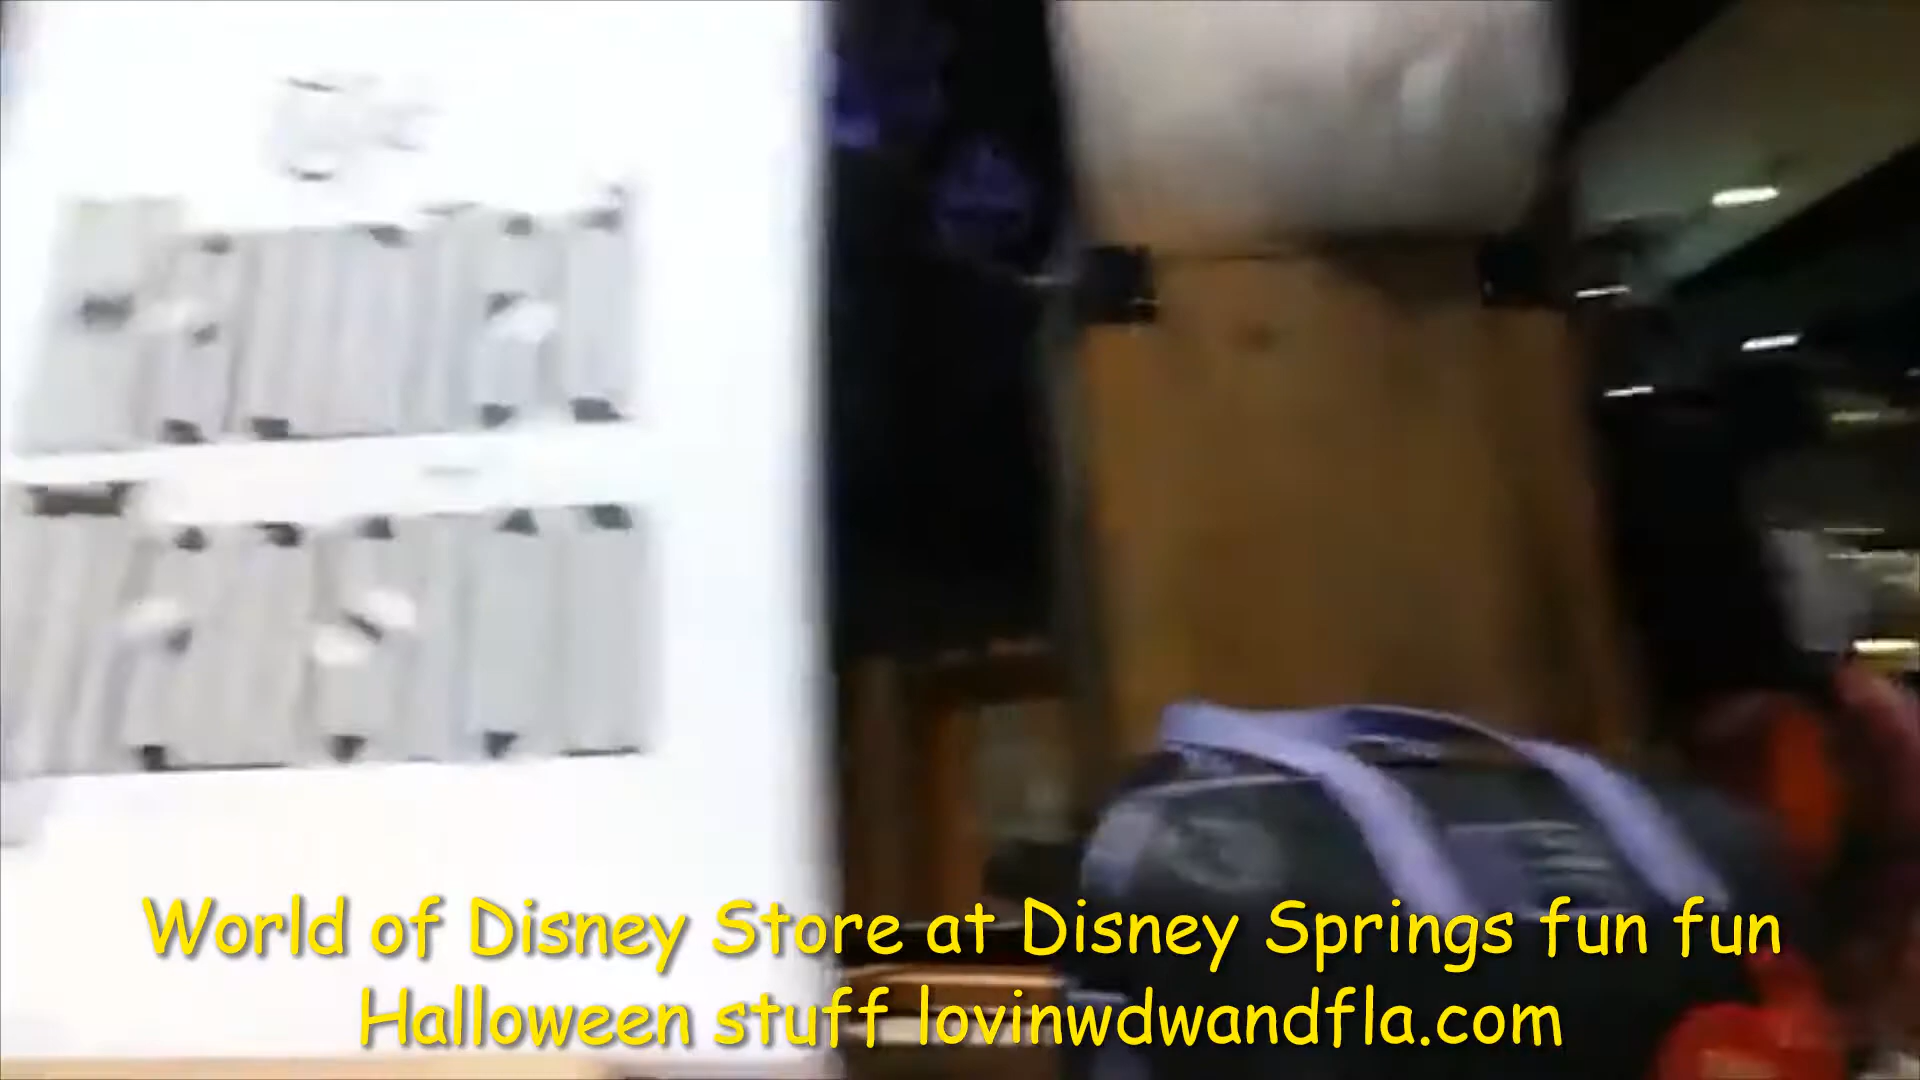 World of Disney Store at Disney Springs fun fun
Halloween stuff lovinwdwandfla.com